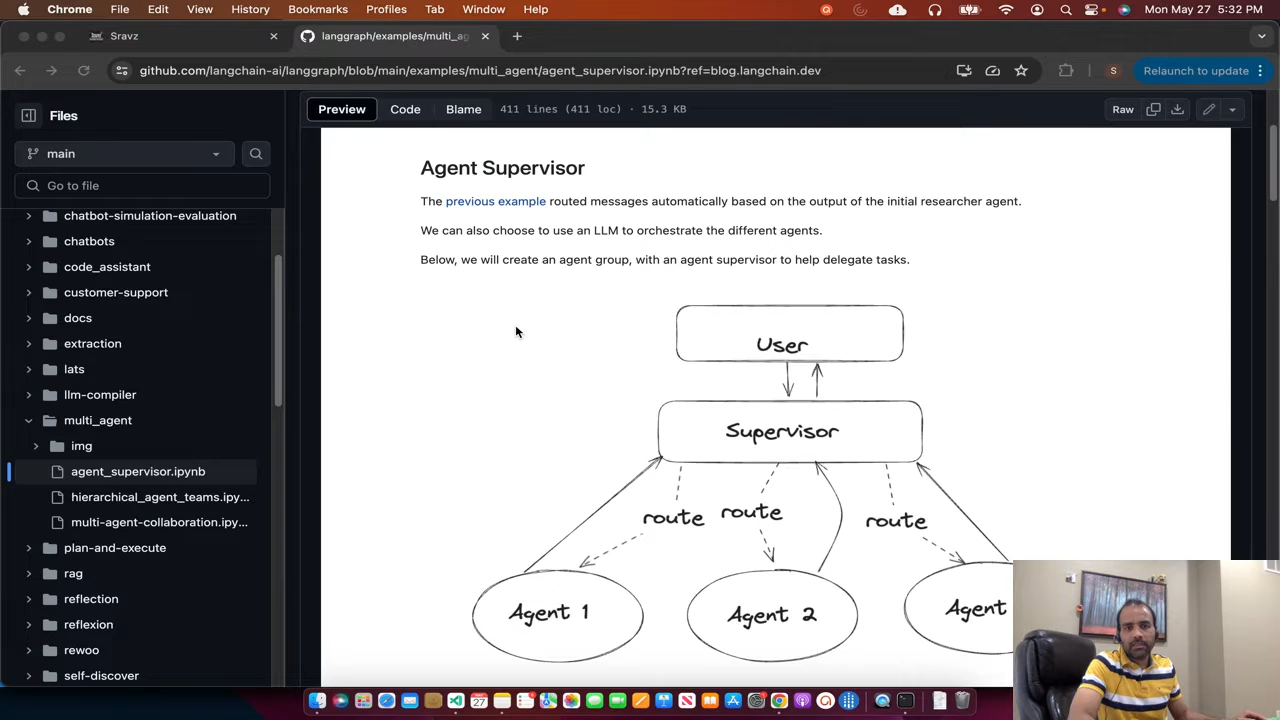 Chrome File Edit View History Bookmarks Profiles Tab Window Help Mon May 27 5:32 PM
Sravz langgraph/examples/multi_ag
github.com/langchain-ai/langgraph/blob/main/examples/multi_agent/agent_supervisor.ipynb?ref=blog.langchain.dev S Relaunch to update
Files
main
Go to file
chatbot-simulation-evaluation
chatbots
code_assistant
customer-support
docs
extraction
lats
llm-compiler
multi_agent
img
agent_supervisor.ipynb
hierarchical_agent_teams.ipy...
multi-agent-collaboration.ipy...
plan-and-execute
rag
reflection
reflexion
rewoo
self-discover
Preview Code Blame 411 lines (411 loc) · 15.3 KB Raw
Agent Supervisor
The previous example routed messages automatically based on the output of the initial researcher agent.
We can also choose to use an LLM to orchestrate the different agents.
Below, we will create an agent group, with an agent supervisor to help delegate tasks.
User
Supervisor
route route route
Agent 1 Agent 2 Agent